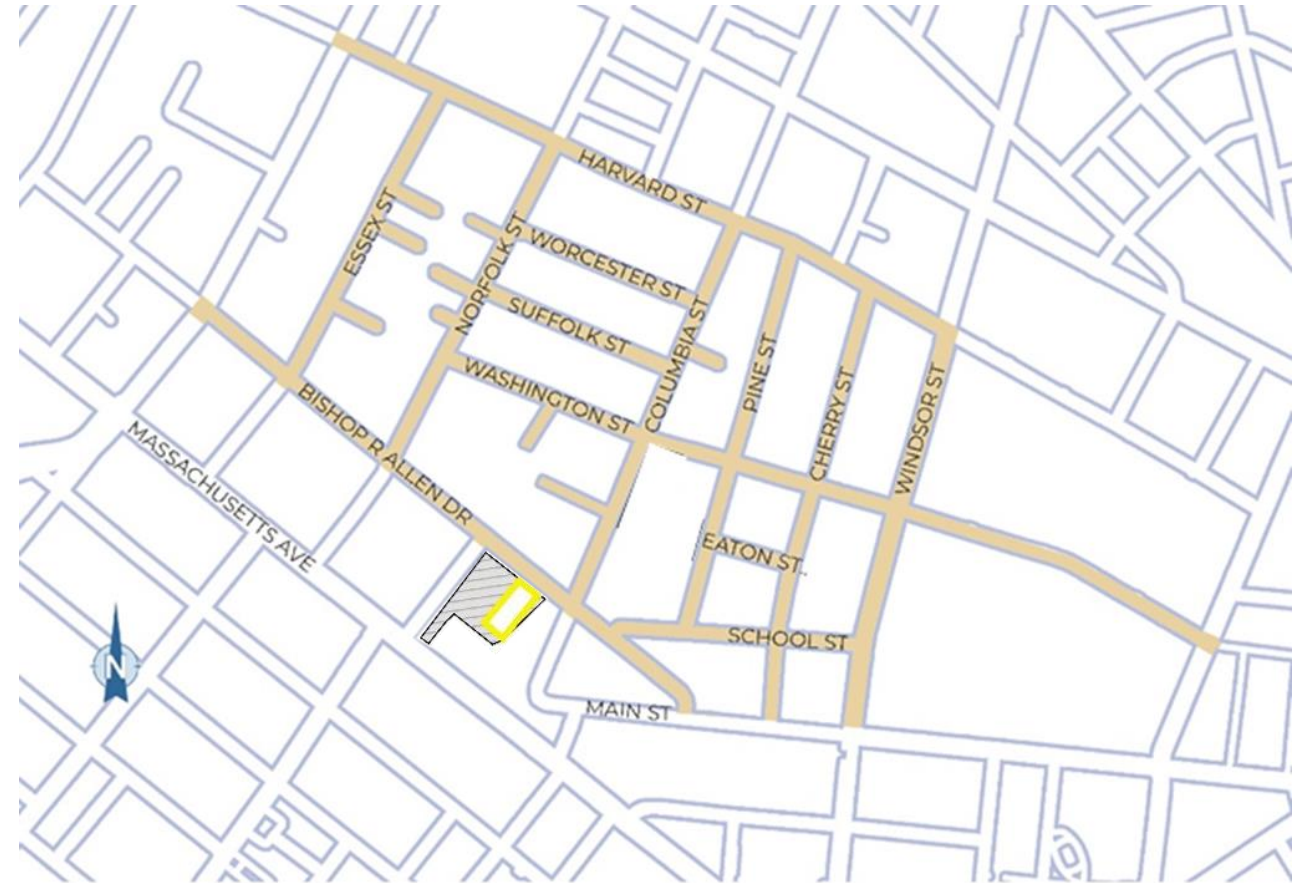 HARVARD ST
ESSEX ST
NORFOLK ST
WORCESTER ST
SUFFOLK ST
COLUMBIA ST
WASHINGTON ST
PINE ST
CHERRY ST
WINDSOR ST
BISHOP R ALLEN DR
MASSACHUSETTS AVE
EATON ST
SCHOOL ST
N
MAIN ST